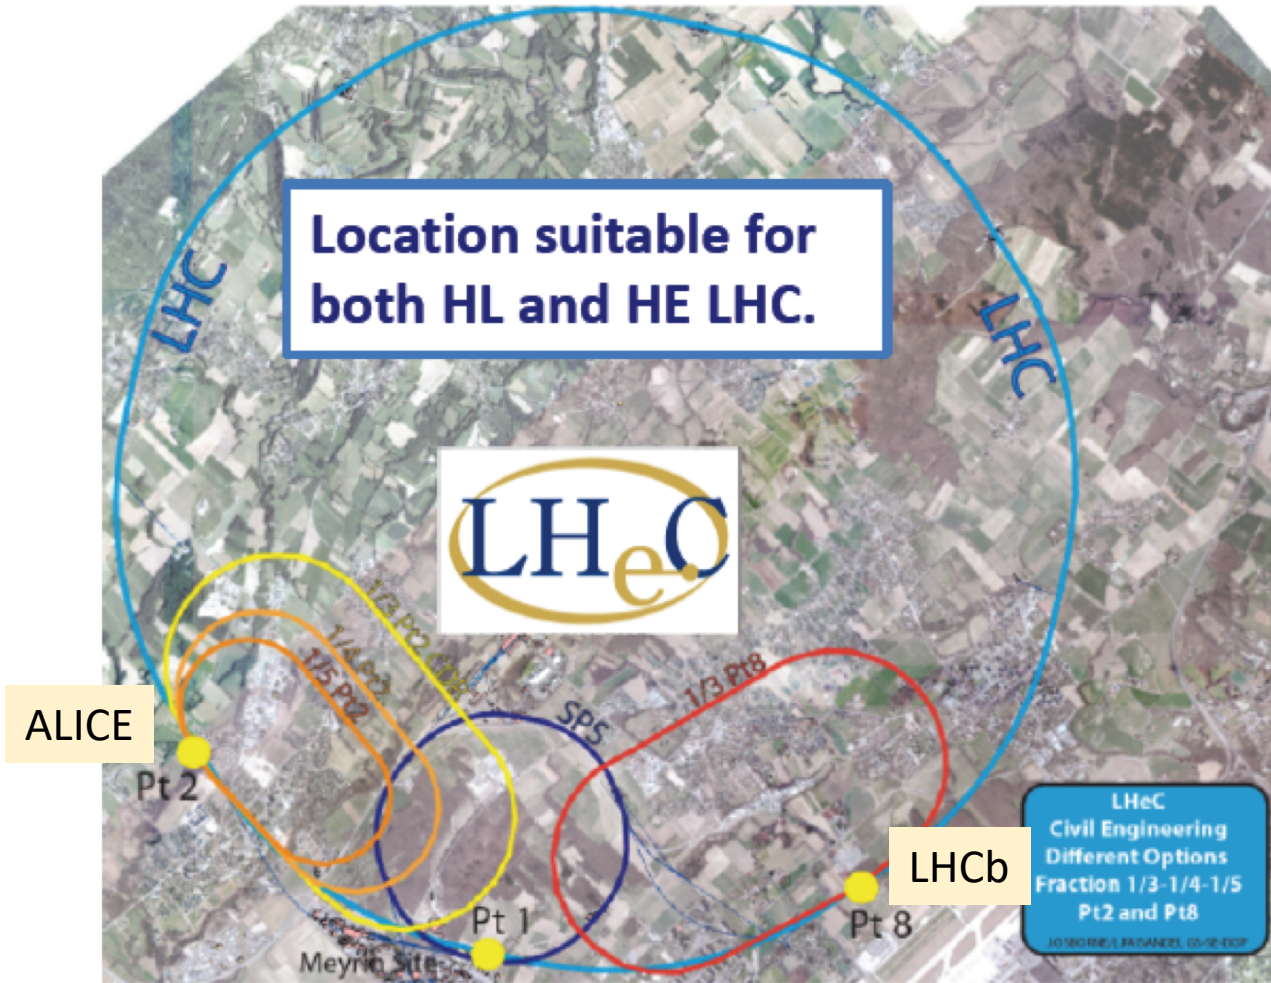 Location suitable for
both HL and HE LHC.
LHC
LHC
LHeC
1/3 Pt2
1/4 Pt2
1/5 Pt2
SPS
1/3 Pt8
ALICE
Pt 2
Pt 1
Meyrin Site
LHCb
Pt 8
LHeC
Civil Engineering
Different Options
Fraction 1/3-1/4-1/5
Pt2 and Pt8
J.OSBORNE/